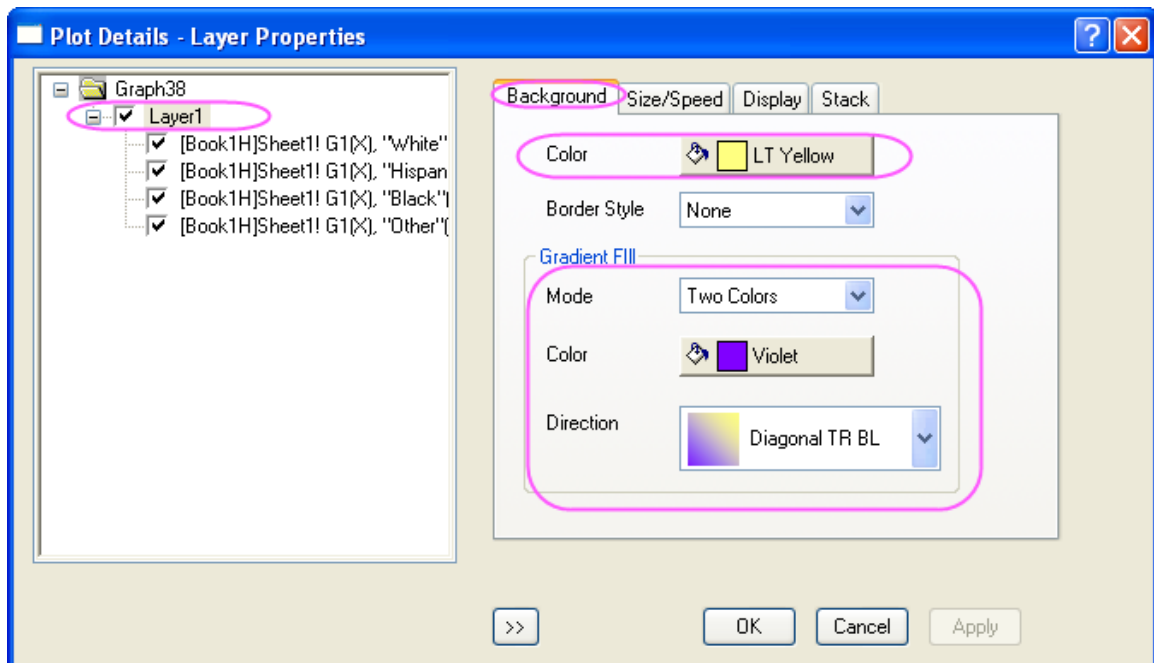 Plot Details - Layer Properties
Graph38
Layer1
[Book1H]Sheet1! G1(X), "White"
[Book1H]Sheet1! G1(X), "Hispan
[Book1H]Sheet1! G1(X), "Black"(
[Book1H]Sheet1! G1(X), "Other"(
Background Size/Speed Display Stack
Color LT Yellow
Border Style None
Gradient FIll
Mode Two Colors
Color Violet
Direction Diagonal TR BL
>> OK Cancel Apply